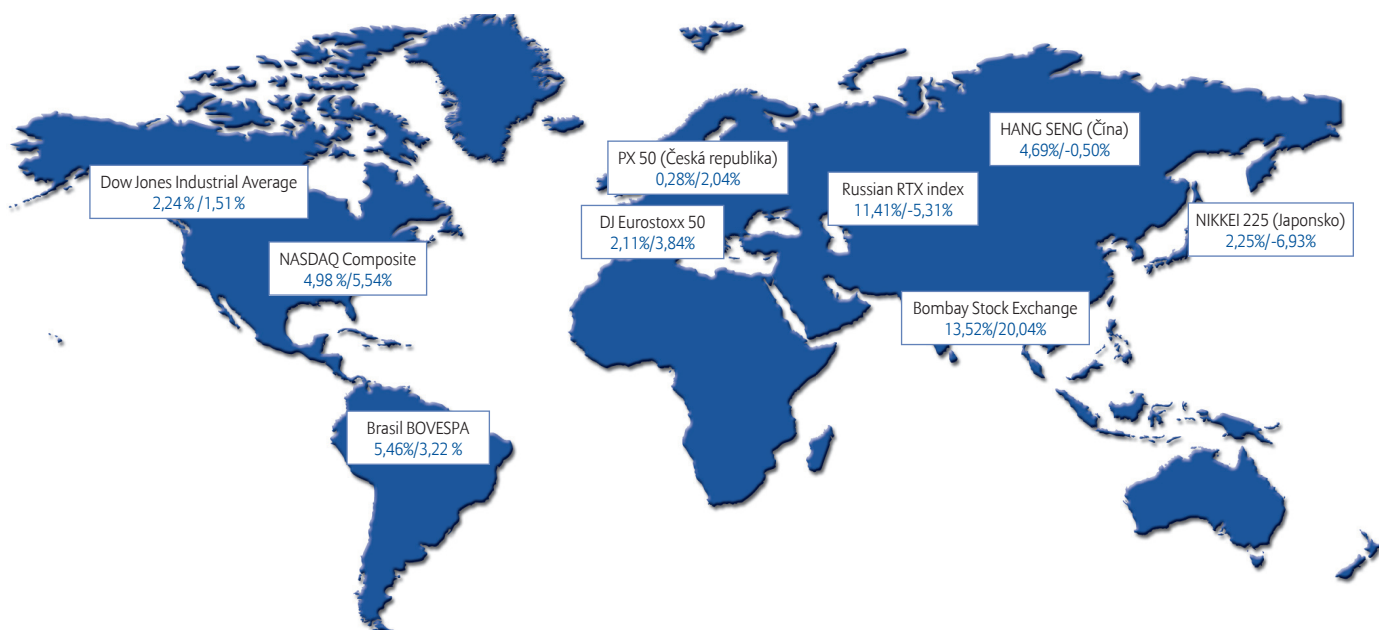 HANG SENG (Čína)
4,69%/-0,50%
PX 50 (Česká republika)
0,28%/2,04%
Dow Jones Industrial Average
2,24 % /1,51%
Russian RTX index
11,41%/-5,31%
NIKKEI 225 (Japonsko)
2,25%/-6,93%
DJ Eurostoxx 50
2,11%/3,84%
NASDAQ Composite
4,98 %/5,54%
Bombay Stock Exchange
13,52%/20,04%
Brasil BOVESPA
5,46%/3,22 %